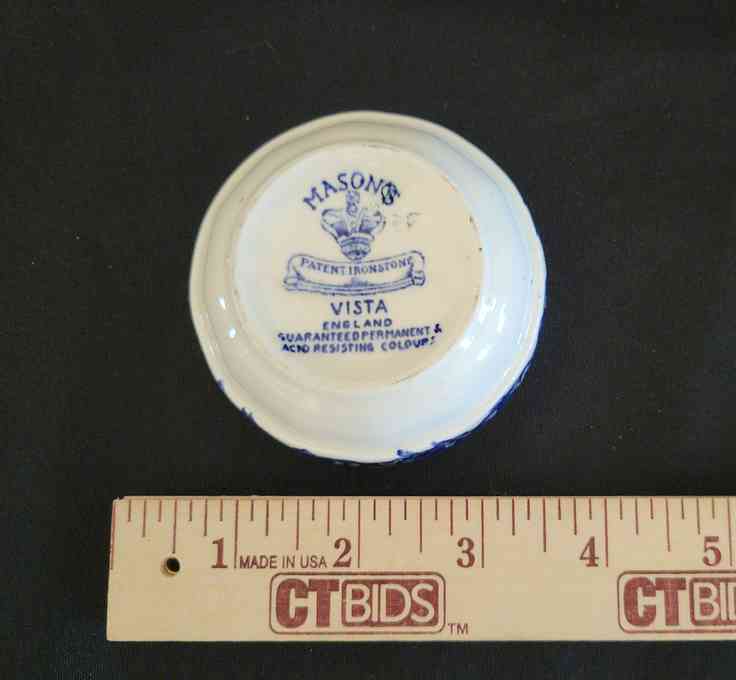 MASON'S
PATENT IRONSTONE
VISTA
ENGLAND
GUARANTEED PERMANENT &
ACID RESISTING COLOURS
1 MADE IN USA 2 3 4 5
CTBIDS TM CTBI